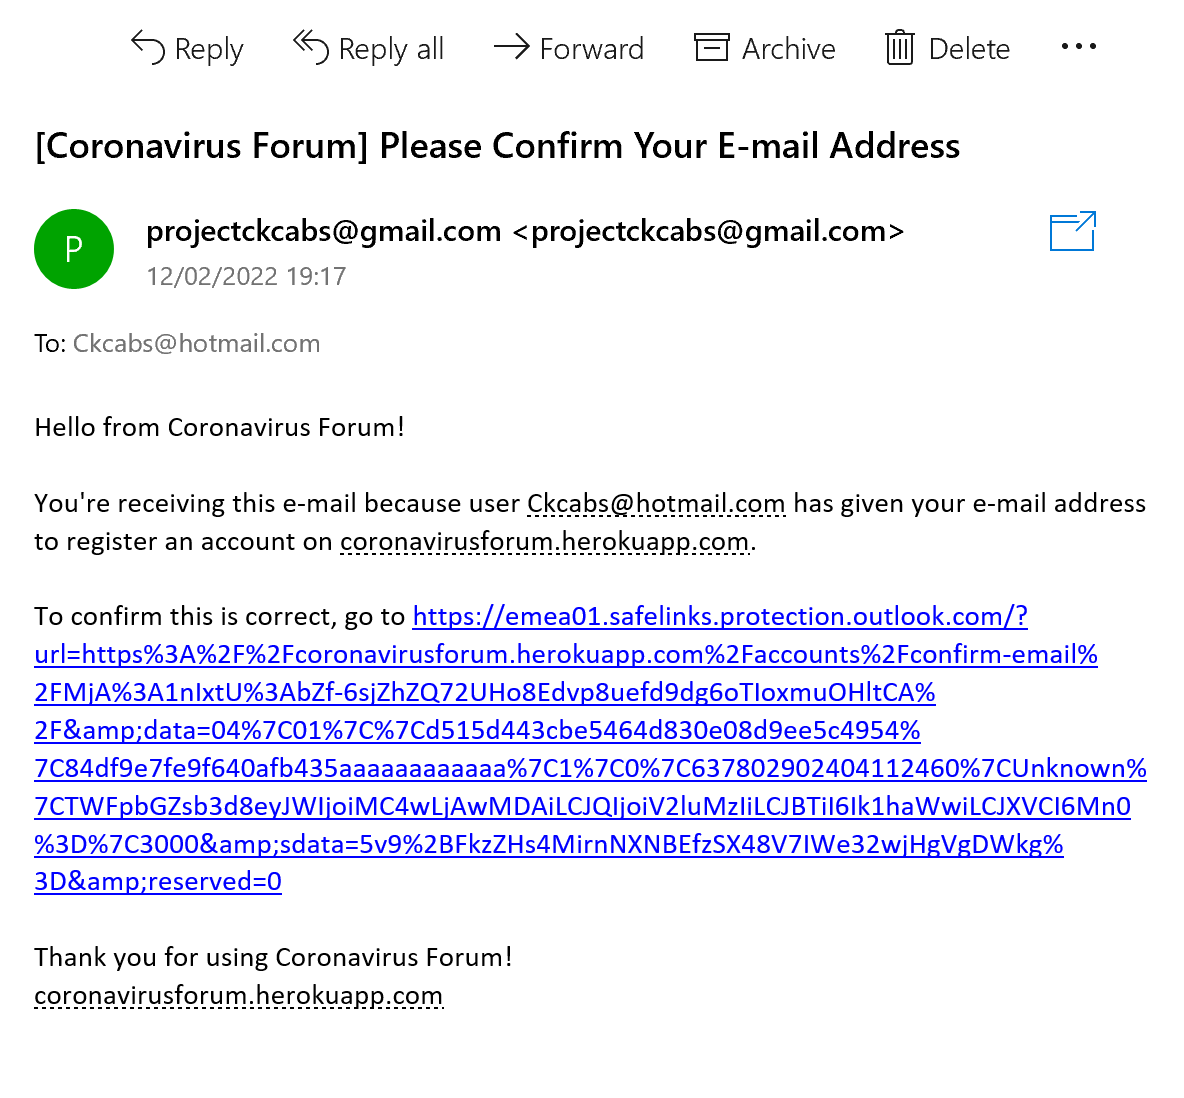 Reply Reply all Forward Archive Delete ...
[Coronavirus Forum] Please Confirm Your E-mail Address
P
projectckcabs@gmail.com <projectckcabs@gmail.com>
12/02/2022 19:17
To: Ckcabs@hotmail.com
Hello from Coronavirus Forum!
You're receiving this e-mail because user Ckcabs@hotmail.com has given your e-mail address
to register an account on coronavirusforum.herokuapp.com.
To confirm this is correct, go to https://emea01.safelinks.protection.outlook.com/?
url=https%3A%2F%2Fcoronavirusforum.herokuapp.com%2Faccounts%2Fconfirm-email%
2FMjA%3A1nIxtU%3AbZf-6sjZhZQ72UHo8Edvp8uefd9dg6oTIoxmuOHltCA%
2F&amp;data=04%7C01%7C%7Cd515d443cbe5464d830e08d9ee5c4954%
7C84df9e7fe9f640afb435aaaaaaaaaaaa%7C1%7C0%7C637802902404112460%7CUnknown%
7CTWFpbGZsb3d8eyJWIjoiMC4wLjAwMDAiLCJQIjoiV2luMzIiLCJBTiI6Ik1haWwiLCJXVCI6Mn0
%3D%7C3000&amp;sdata=5v9%2BFkzZHs4MirnNXNBEfzSX48V7IWe32wjHgVgDWkg%
3D&amp;reserved=0
Thank you for using Coronavirus Forum!
coronavirusforum.herokuapp.com